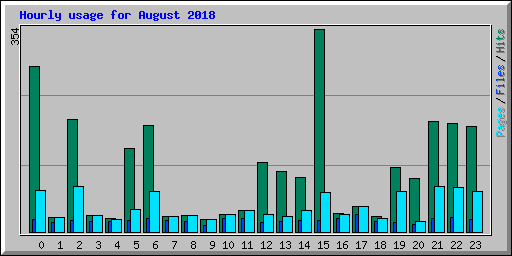 Hourly usage for August 2018
354
Pages/Files/Hits
0 1 2 3 4 5 6 7 8 9 10 11 12 13 14 15 16 17 18 19 20 21 22 23